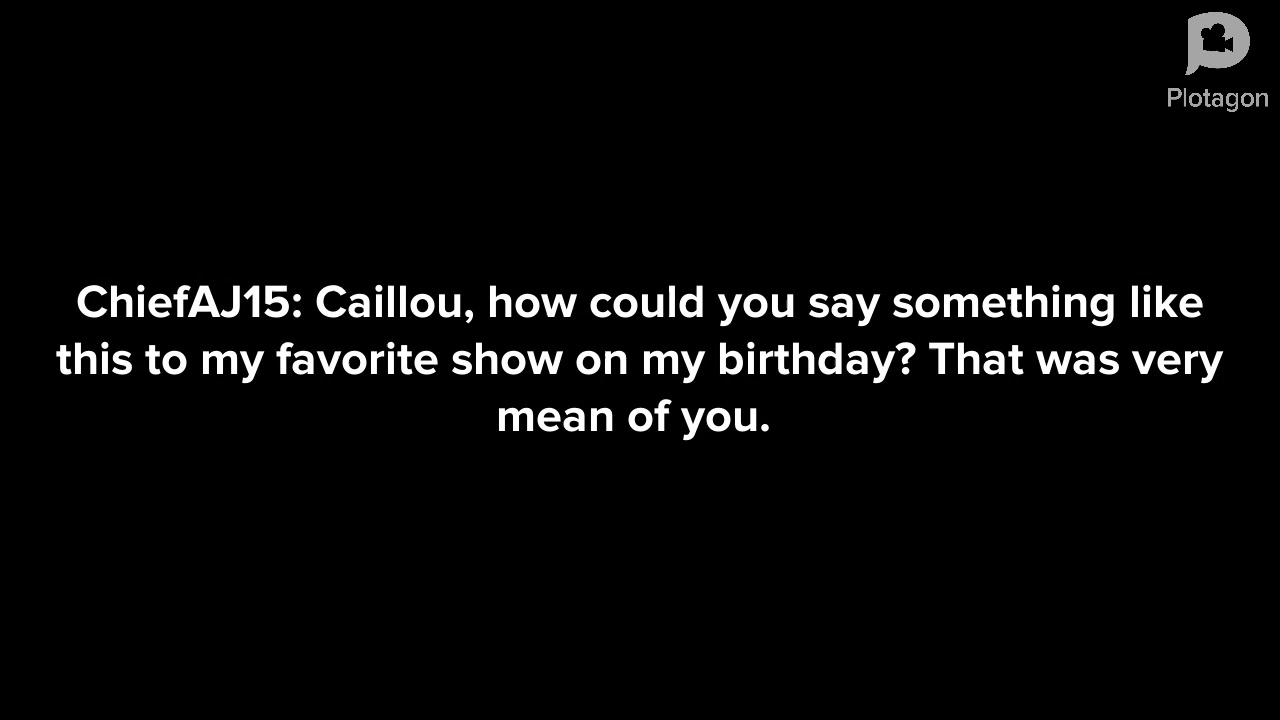 Plotagon
ChiefAJ15: Caillou, how could you say something like
this to my favorite show on my birthday? That was very
mean of you.